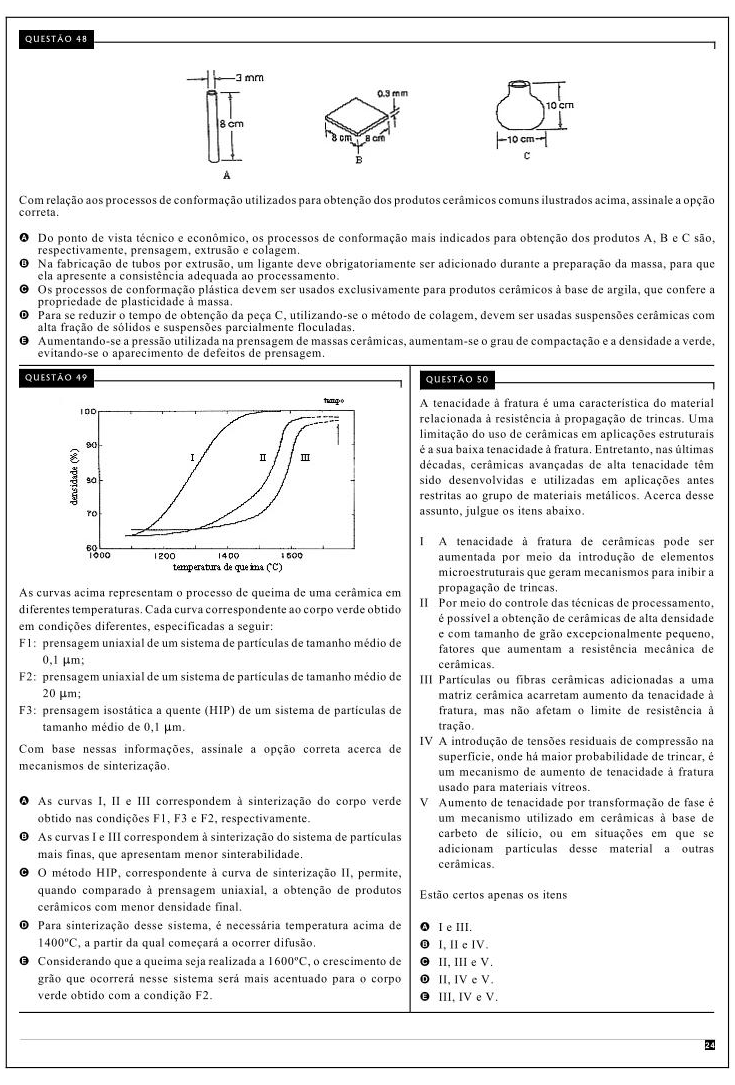 QUESTÃO 48
3 mm
8 cm
A
0.3 mm
8 cm
8 cm
B
10 cm
10 cm
C
Com relação aos processos de conformação utilizados para obtenção dos produtos cerâmicos comuns ilustrados acima, assinale a opção
correta.
A Do ponto de vista técnico e econômico, os processos de conformação mais indicados para obtenção dos produtos A, B e C são,
respectivamente, prensagem, extrusão e colagem.
B Na fabricação de tubos por extrusão, um ligante deve obrigatoriamente ser adicionado durante a preparação da massa, para que
ela apresente a consistência adequada ao processamento.
C Os processos de conformação plástica devem ser usados exclusivamente para produtos cerâmicos à base de argila, que confere a
propriedade de plasticidade à massa.
D Para se reduzir o tempo de obtenção da peça C, utilizando-se o método de colagem, devem ser usadas suspensões cerâmicas com
alta fração de sólidos e suspensões parcialmente floculadas.
E Aumentando-se a pressão utilizada na prensagem de massas cerâmicas, aumentam-se o grau de compactação e a densidade a verde,
evitando-se o aparecimento de defeitos de prensagem.
QUESTÃO 49
tempo
100
90
80
70
60
densidade (%)
I
II
III
1000
1200
1400
1600
temperatura de queima (°C)
As curvas acima representam o processo de queima de uma cerâmica em
diferentes temperaturas. Cada curva correspondente ao corpo verde obtido
em condições diferentes, especificadas a seguir:
F1: prensagem uniaxial de um sistema de partículas de tamanho médio de
0,1 μm;
F2: prensagem uniaxial de um sistema de partículas de tamanho médio de
20 μm;
F3: prensagem isostática a quente (HIP) de um sistema de partículas de
tamanho médio de 0,1 μm.
Com base nessas informações, assinale a opção correta acerca de
mecanismos de sinterização.
A As curvas I, II e III correspondem à sinterização do corpo verde
obtido nas condições F1, F3 e F2, respectivamente.
B As curvas I e III correspondem à sinterização do sistema de partículas
mais finas, que apresentam menor sinterabilidade.
C O método HIP, correspondente à curva de sinterização II, permite,
quando comparado à prensagem uniaxial, a obtenção de produtos
cerâmicos com menor densidade final.
D Para sinterização desse sistema, é necessária temperatura acima de
1400ºC, a partir da qual começará a ocorrer difusão.
E Considerando que a queima seja realizada a 1600ºC, o crescimento de
grão que ocorrerá nesse sistema será mais acentuado para o corpo
verde obtido com a condição F2.
QUESTÃO 50
A tenacidade à fratura é uma característica do material
relacionada à resistência à propagação de trincas. Uma
limitação do uso de cerâmicas em aplicações estruturais
é a sua baixa tenacidade à fratura. Entretanto, nas últimas
décadas, cerâmicas avançadas de alta tenacidade têm
sido desenvolvidas e utilizadas em aplicações antes
restritas ao grupo de materiais metálicos. Acerca desse
assunto, julgue os itens abaixo.
I A tenacidade à fratura de cerâmicas pode ser
aumentada por meio da introdução de elementos
microestruturais que geram mecanismos para inibir a
propagação de trincas.
II Por meio do controle das técnicas de processamento,
é possível a obtenção de cerâmicas de alta densidade
e com tamanho de grão excepcionalmente pequeno,
fatores que aumentam a resistência mecânica de
cerâmicas.
III Partículas ou fibras cerâmicas adicionadas a uma
matriz cerâmica acarretam aumento da tenacidade à
fratura, mas não afetam o limite de resistência à
tração.
IV A introdução de tensões residuais de compressão na
superfície, onde há maior probabilidade de trincar, é
um mecanismo de aumento de tenacidade à fratura
usado para materiais vítreos.
V Aumento de tenacidade por transformação de fase é
um mecanismo utilizado em cerâmicas à base de
carbeto de silício, ou em situações em que se
adicionam partículas desse material a outras
cerâmicas.
Estão certos apenas os itens
A I e III.
B I, II e IV.
C II, III e V.
D II, IV e V.
E III, IV e V.
24